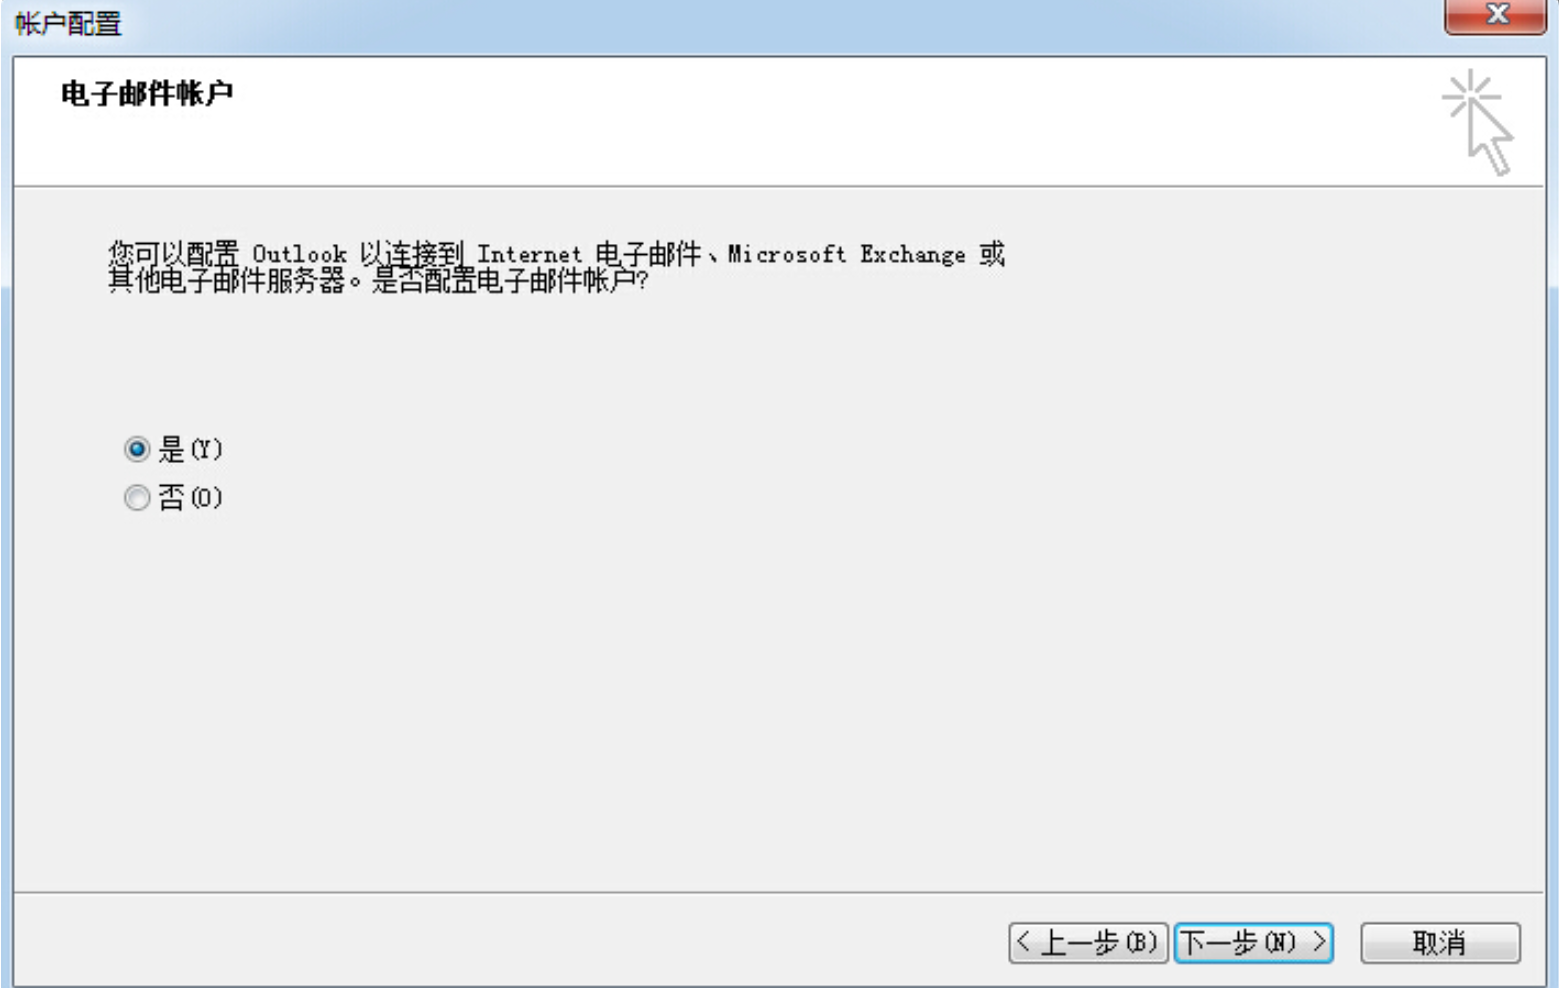 帐户配置
电子邮件帐户
您可以配置 Outlook 以连接到 Internet 电子邮件、Microsoft Exchange 或
其他电子邮件服务器。是否配置电子邮件帐户?
是(Y)
否(O)
< 上一步(B) 下一步(N) > 取消